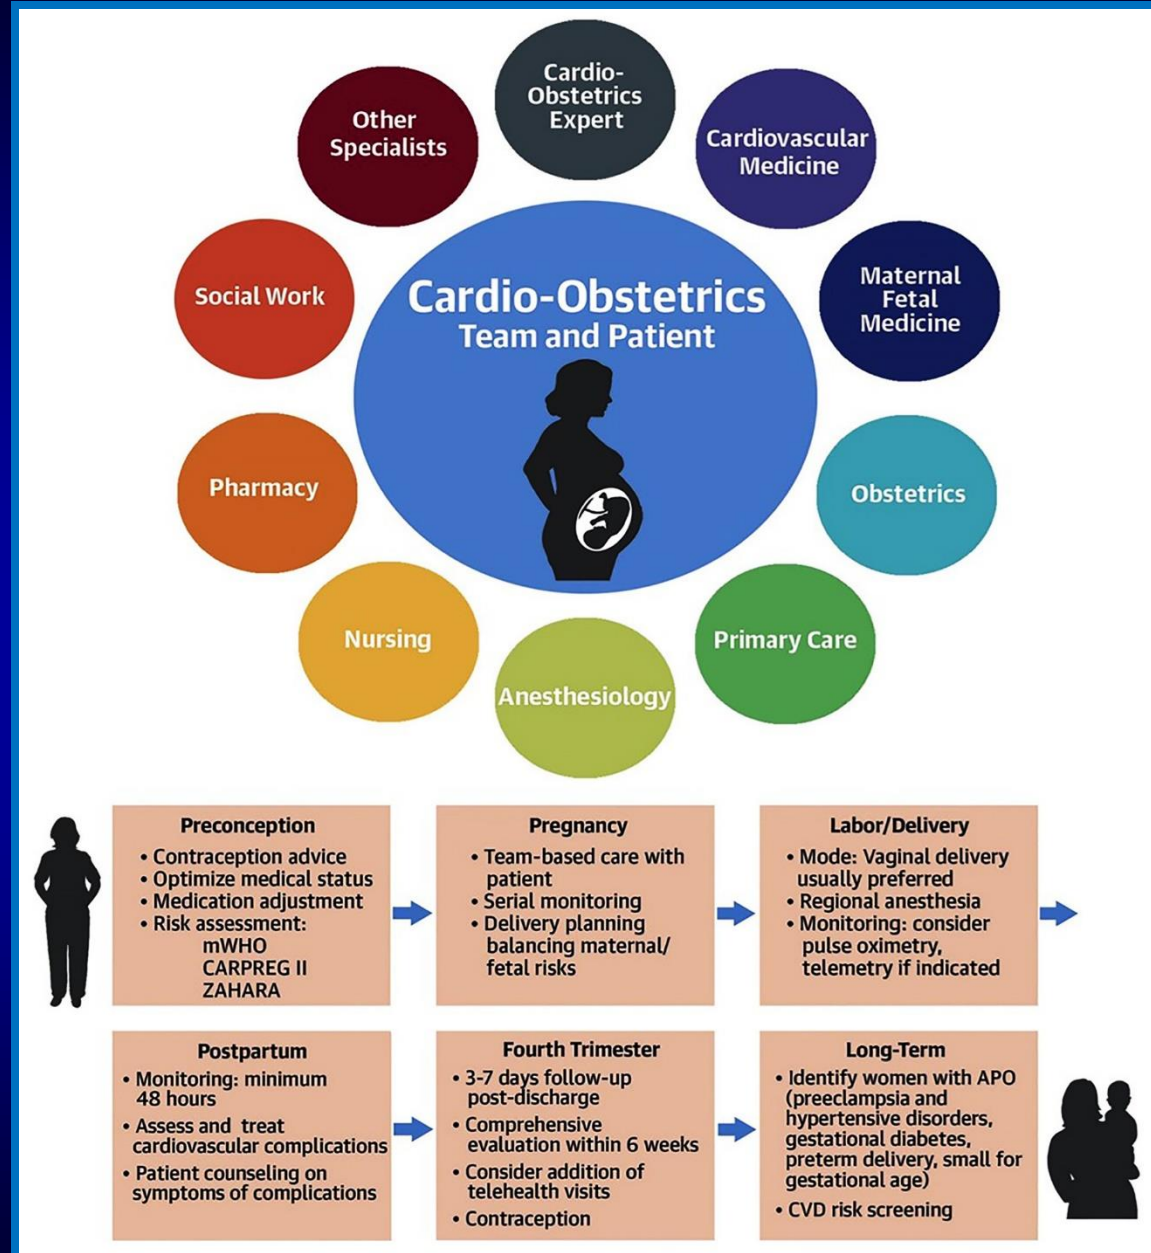 Cardio-
Obstetrics
Expert
Cardiovascular
Medicine
Maternal
Fetal
Medicine
Obstetrics
Primary Care
Anesthesiology
Nursing
Pharmacy
Social Work
Other
Specialists
Cardio-Obstetrics
Team and Patient
Preconception
• Contraception advice
• Optimize medical status
• Medication adjustment
• Risk assessment:
mWHO
CARPREG II
ZAHARA
Pregnancy
• Team-based care with
patient
• Serial monitoring
• Delivery planning
balancing maternal/
fetal risks
Labor/Delivery
• Mode: Vaginal delivery
usually preferred
• Regional anesthesia
• Monitoring: consider
pulse oximetry,
telemetry if indicated
Postpartum
• Monitoring: minimum
48 hours
• Assess and treat
cardiovascular complications
• Patient counseling on
symptoms of complications
Fourth Trimester
• 3-7 days follow-up
post-discharge
• Comprehensive
evaluation within 6 weeks
• Consider addition of
telehealth visits
• Contraception
Long-Term
• Identify women with APO
(preeclampsia and
hypertensive disorders,
gestational diabetes,
preterm delivery, small for
gestational age)
• CVD risk screening